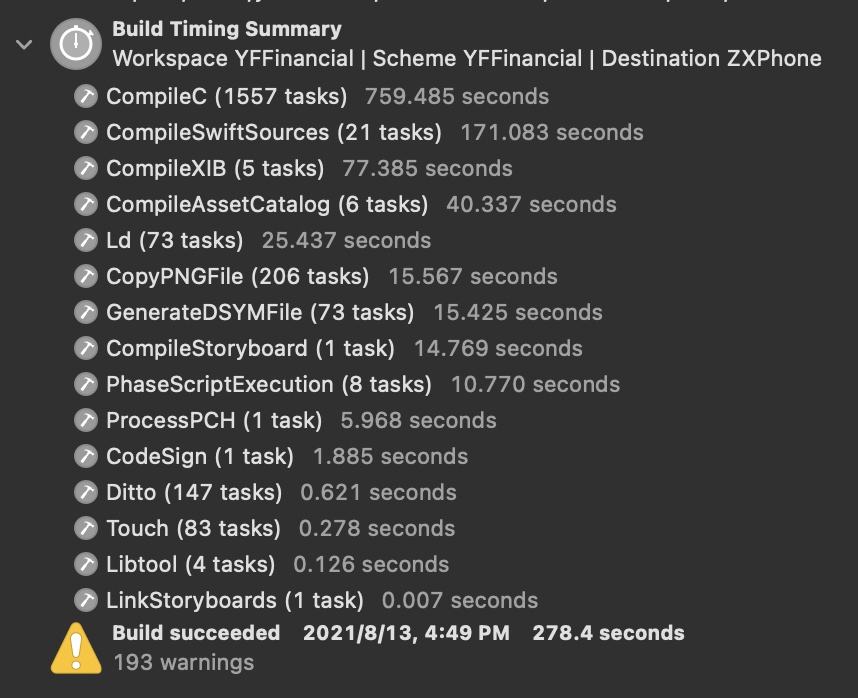 Build Timing Summary
Workspace YFFinancial | Scheme YFFinancial | Destination ZXPhone
CompileC (1557 tasks) 759.485 seconds
CompileSwiftSources (21 tasks) 171.083 seconds
CompileXIB (5 tasks) 77.385 seconds
CompileAssetCatalog (6 tasks) 40.337 seconds
Ld (73 tasks) 25.437 seconds
CopyPNGFile (206 tasks) 15.567 seconds
GenerateDSYMFile (73 tasks) 15.425 seconds
CompileStoryboard (1 task) 14.769 seconds
PhaseScriptExecution (8 tasks) 10.770 seconds
ProcessPCH (1 task) 5.968 seconds
CodeSign (1 task) 1.885 seconds
Ditto (147 tasks) 0.621 seconds
Touch (83 tasks) 0.278 seconds
Libtool (4 tasks) 0.126 seconds
LinkStoryboards (1 task) 0.007 seconds
Build succeeded 2021/8/13, 4:49 PM 278.4 seconds
193 warnings